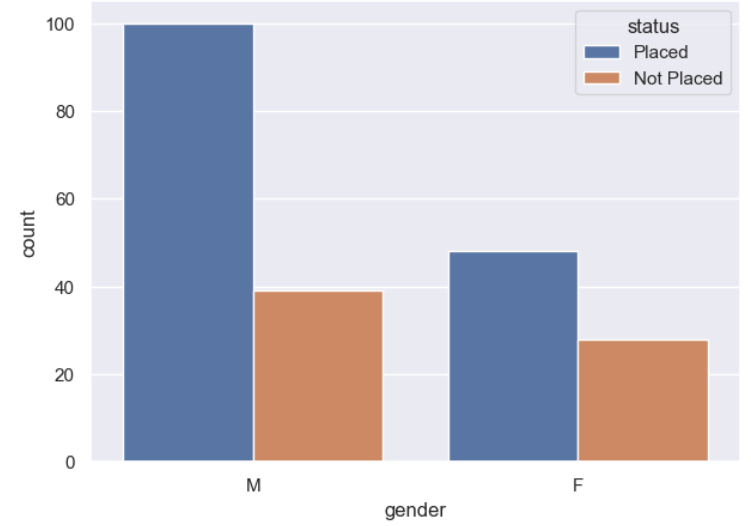 status
Placed
Not Placed
100
80
60
40
20
0
count
M
F
gender